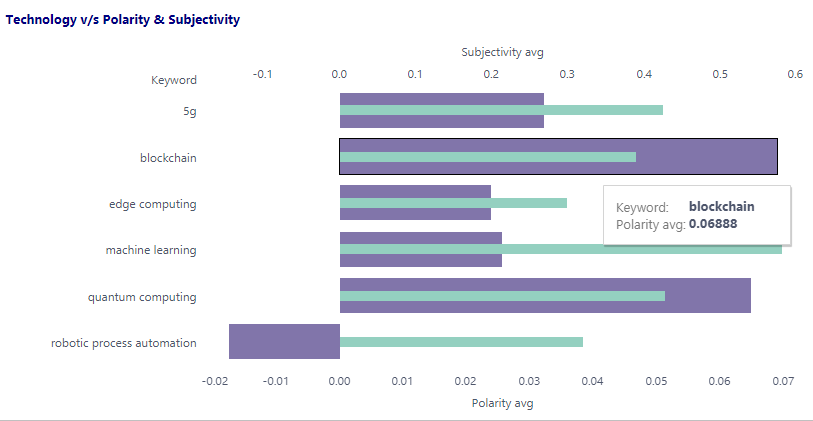 Technology v/s Polarity & Subjectivity
Subjectivity avg
Keyword
-0.1 0.0 0.1 0.2 0.3 0.4 0.5 0.6
5g
blockchain
edge computing
Keyword: blockchain
Polarity avg: 0.06888
machine learning
quantum computing
robotic process automation
-0.02 -0.01 0.00 0.01 0.02 0.03 0.04 0.05 0.06 0.07
Polarity avg